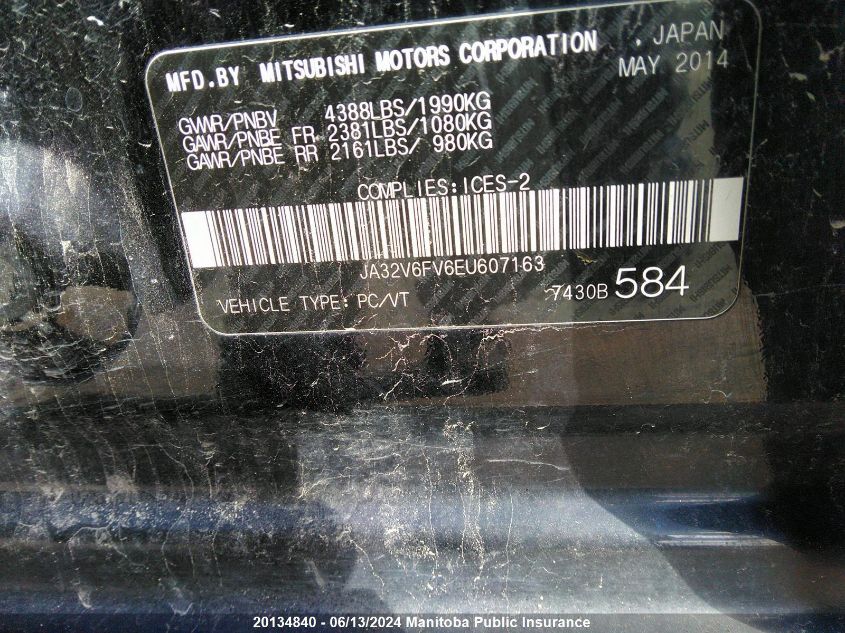 MFD.BY MITSUBISHI MOTORS CORPORATION , JAPAN
MAY 2014
GVWR/PNBV 4388LBS/1990KG
GAWR/PNBE FR 2381LBS/1080KG
GAWR/PNBE RR 2161LBS/ 980KG
COMPLIES:ICES-2
JA32V6FV6EU607163
VEHICLE TYPE: PC/VT 7430B 584
20134840 - 06/13/2024 Manitoba Public Insurance